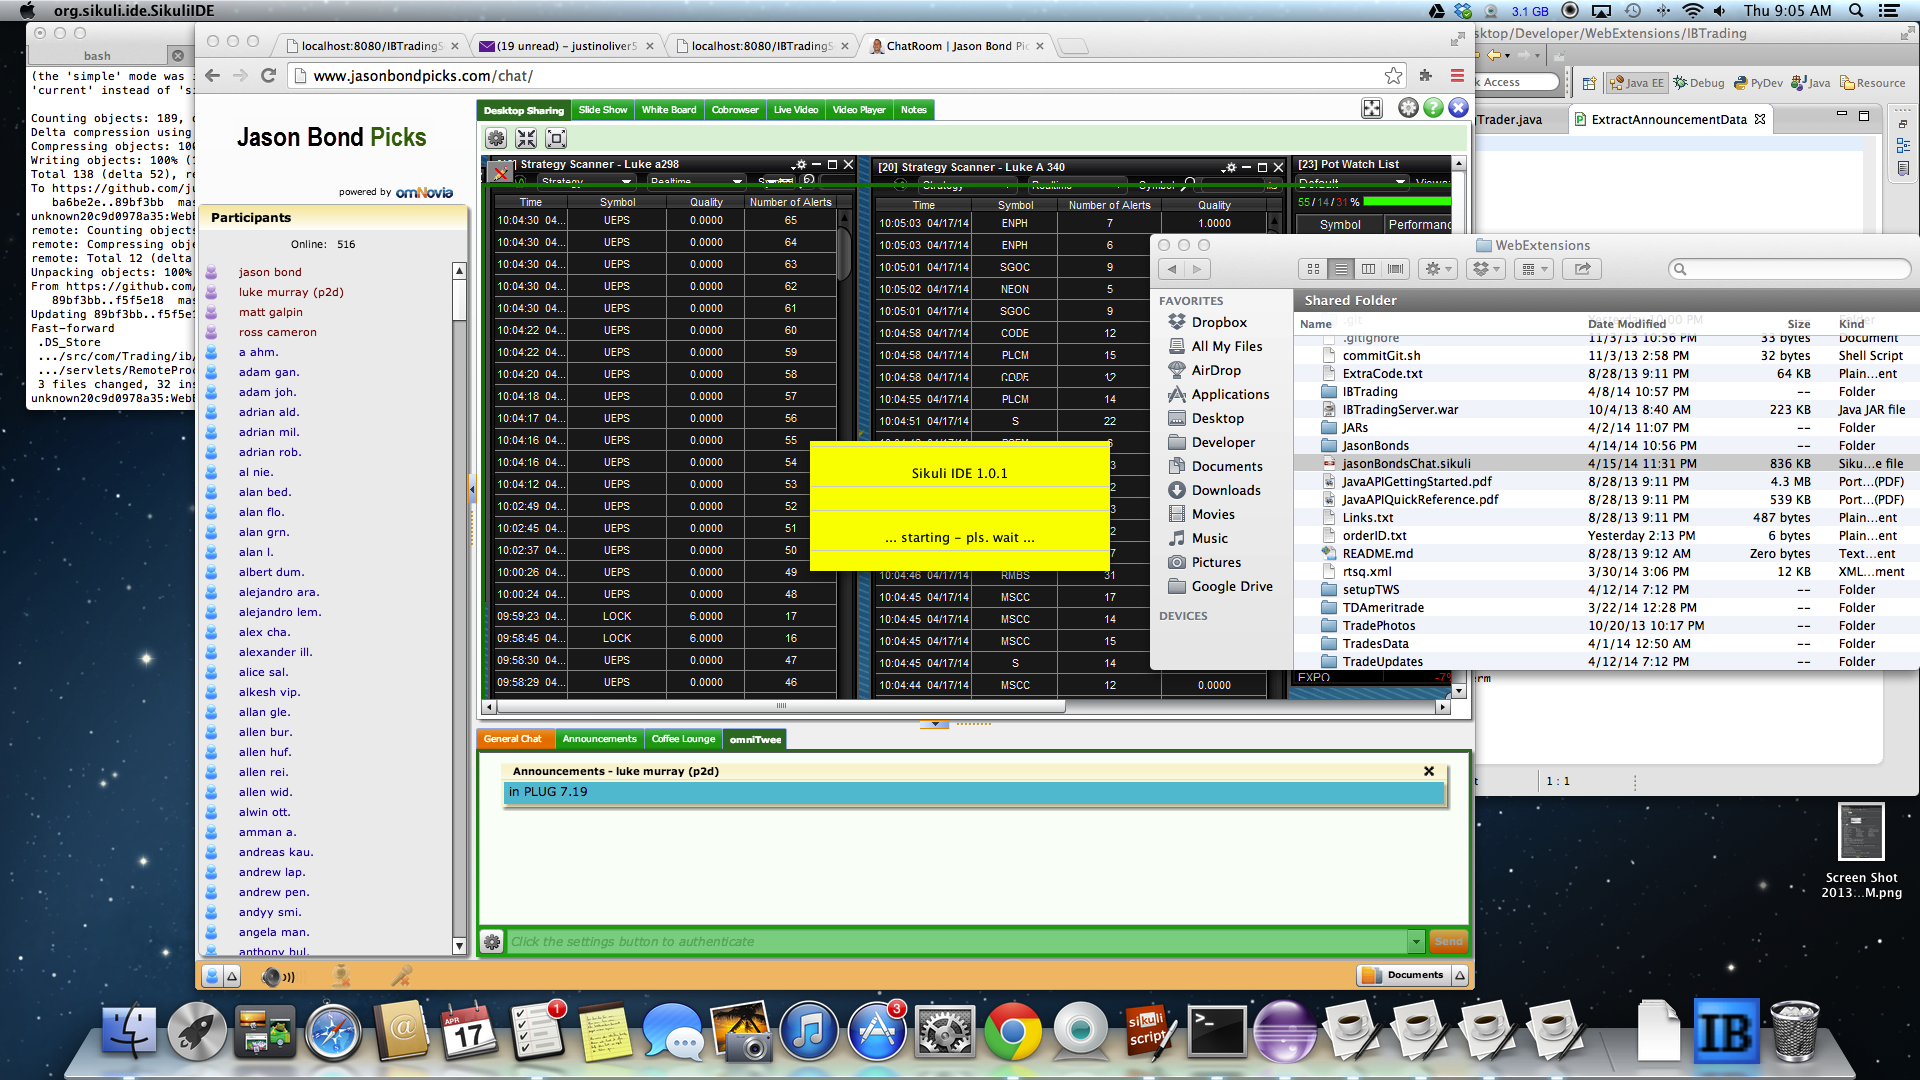 org.sikuli.ide.SikuliIDE
3.1 GB
Thu 9:05 AM
bash
(the 'simple' mode was i
'current' instead of 's
Counting objects: 189, d
Delta compression using
Compressing objects: 100
Writing objects: 100% (1
Total 138 (delta 52), re
To https://github.com/ju
ba6be2e..89bf3bb mas
unknown20c9d0978a35:WebE
remote: Counting objects
remote: Compressing obje
remote: Total 12 (delta
Unpacking objects: 100%
From https://github.com/
89bf3bb..f5f5e18 mas
Updating 89bf3bb..f5f5e1
Fast-forward
.DS_Store
.../src/com/Trading/ib/
.../servlets/RemoteProc
3 files changed, 32 ins
unknown20c9d0978a35:WebE
localhost:8080/IBTradingS
(19 unread) - justinoliver5
localhost:8080/IBTradingS
ChatRoom | Jason Bond Pic
www.jasonbondpicks.com/chat/
ktop/Developer/WebExtensions/IBTrading
k Access
Java EE
Debug
PyDev
Java
Resource
Trader.java
ExtractAnnouncementData
1 : 1
Jason Bond Picks
powered by omNovia
Participants
Online: 516
jason bond
luke murray (p2d)
matt galpin
ross cameron
a ahm.
adam gan.
adam joh.
adrian ald.
adrian mil.
adrian rob.
al nie.
alan bed.
alan flo.
alan grn.
alan l.
albert dum.
alejandro ara.
alejandro lem.
alex cha.
alexander ill.
alice sal.
alkesh vip.
allan gle.
allen bur.
allen huf.
allen rei.
allen wid.
alwin ott.
amman a.
andreas kau.
andrew lap.
andrew pen.
andyy smi.
angela man.
anthony bul.
Desktop Sharing
Slide Show
White Board
Cobrowser
Live Video
Video Player
Notes
Strategy Scanner - Luke a298
Strategy
Realtime
Time Symbol Quality Number of Alerts
10:04:30 04... UEPS 0.0000 65
10:04:30 04... UEPS 0.0000 64
10:04:30 04... UEPS 0.0000 63
10:04:30 04... UEPS 0.0000 62
10:04:30 04... UEPS 0.0000 61
10:04:22 04... UEPS 0.0000 60
10:04:22 04... UEPS 0.0000 59
10:04:20 04... UEPS 0.0000 58
10:04:18 04... UEPS 0.0000 57
10:04:17 04... UEPS 0.0000 56
10:04:16 04... UEPS 0.0000 55
10:04:16 04... UEPS 0.0000 54
10:04:12 04... UEPS 0.0000 53
10:02:49 04... UEPS 0.0000 52
10:02:45 04... UEPS 0.0000 51
10:02:37 04... UEPS 0.0000 50
10:00:26 04... UEPS 0.0000 49
10:00:24 04... UEPS 0.0000 48
09:59:23 04... LOCK 6.0000 17
09:58:45 04... LOCK 6.0000 16
09:58:30 04... UEPS 0.0000 47
09:58:29 04... UEPS 0.0000 46
[20] Strategy Scanner - Luke A 340
Strategy
Realtime
Symbol
Time Symbol Number of Alerts Quality
10:05:03 04/17/14 ENPH 7 1.0000
10:05:03 04/17/14 ENPH 6
10:05:01 04/17/14 SGOC 9
10:05:02 04/17/14 NEON 5
10:05:01 04/17/14 SGOC 9
10:04:58 04/17/14 CODE 12
10:04:58 04/17/14 PLCM 15
10:04:58 04/17/14 CODE 12
10:04:55 04/17/14 PLCM 14
10:04:51 04/17/14 S 22
10:04:46 04/17/14 RMBS 31
10:04:45 04/17/14 MSCC 17
10:04:45 04/17/14 MSCC 14
10:04:45 04/17/14 MSCC 15
10:04:45 04/17/14 S 14
10:04:44 04/17/14 MSCC 12 0.0000
[23] Pot Watch List
Default
View
55 / 14 / 31 %
Symbol
Performanc
EXPO
-7%
Sikuli IDE 1.0.1
... starting - pls. wait ...
WebExtensions
FAVORITES
Dropbox
All My Files
AirDrop
Applications
Desktop
Developer
Documents
Downloads
Movies
Music
Pictures
Google Drive
DEVICES
Shared Folder
Name Date Modified Size Kind
.gitignore 11/3/13 10:56 PM 33 bytes Document
commitGit.sh 11/3/13 2:58 PM 32 bytes Shell Script
ExtraCode.txt 8/28/13 9:11 PM 64 KB Plain...ent
IBTrading 4/8/14 10:57 PM -- Folder
IBTradingServer.war 10/4/13 8:40 AM 223 KB Java JAR file
JARs 4/2/14 11:07 PM -- Folder
JasonBonds 4/14/14 10:56 PM -- Folder
jasonBondsChat.sikuli 4/15/14 11:31 PM 836 KB Siku...e file
JavaAPIGettingStarted.pdf 8/28/13 9:11 PM 4.3 MB Port...(PDF)
JavaAPIQuickReference.pdf 8/28/13 9:11 PM 539 KB Port...(PDF)
Links.txt 8/28/13 9:11 PM 487 bytes Plain...ent
orderID.txt Yesterday 2:13 PM 6 bytes Plain...ent
README.md 8/28/13 9:12 AM Zero bytes Text...ent
rtsq.xml 3/30/14 3:06 PM 12 KB XML...ment
setupTWS 4/12/14 7:12 PM -- Folder
TDAmeritrade 3/22/14 12:28 PM -- Folder
TradePhotos 10/20/13 10:17 PM -- Folder
TradesData 4/1/14 12:50 AM -- Folder
TradeUpdates 4/12/14 7:12 PM -- Folder
General Chat
Announcements
Coffee Lounge
omniTwee
Announcements - luke murray (p2d)
in PLUG 7.19
Click the settings button to authenticate
Send
Documents
Screen Shot
2013...M.png
APR
17
1
3
sikuli
script
IB